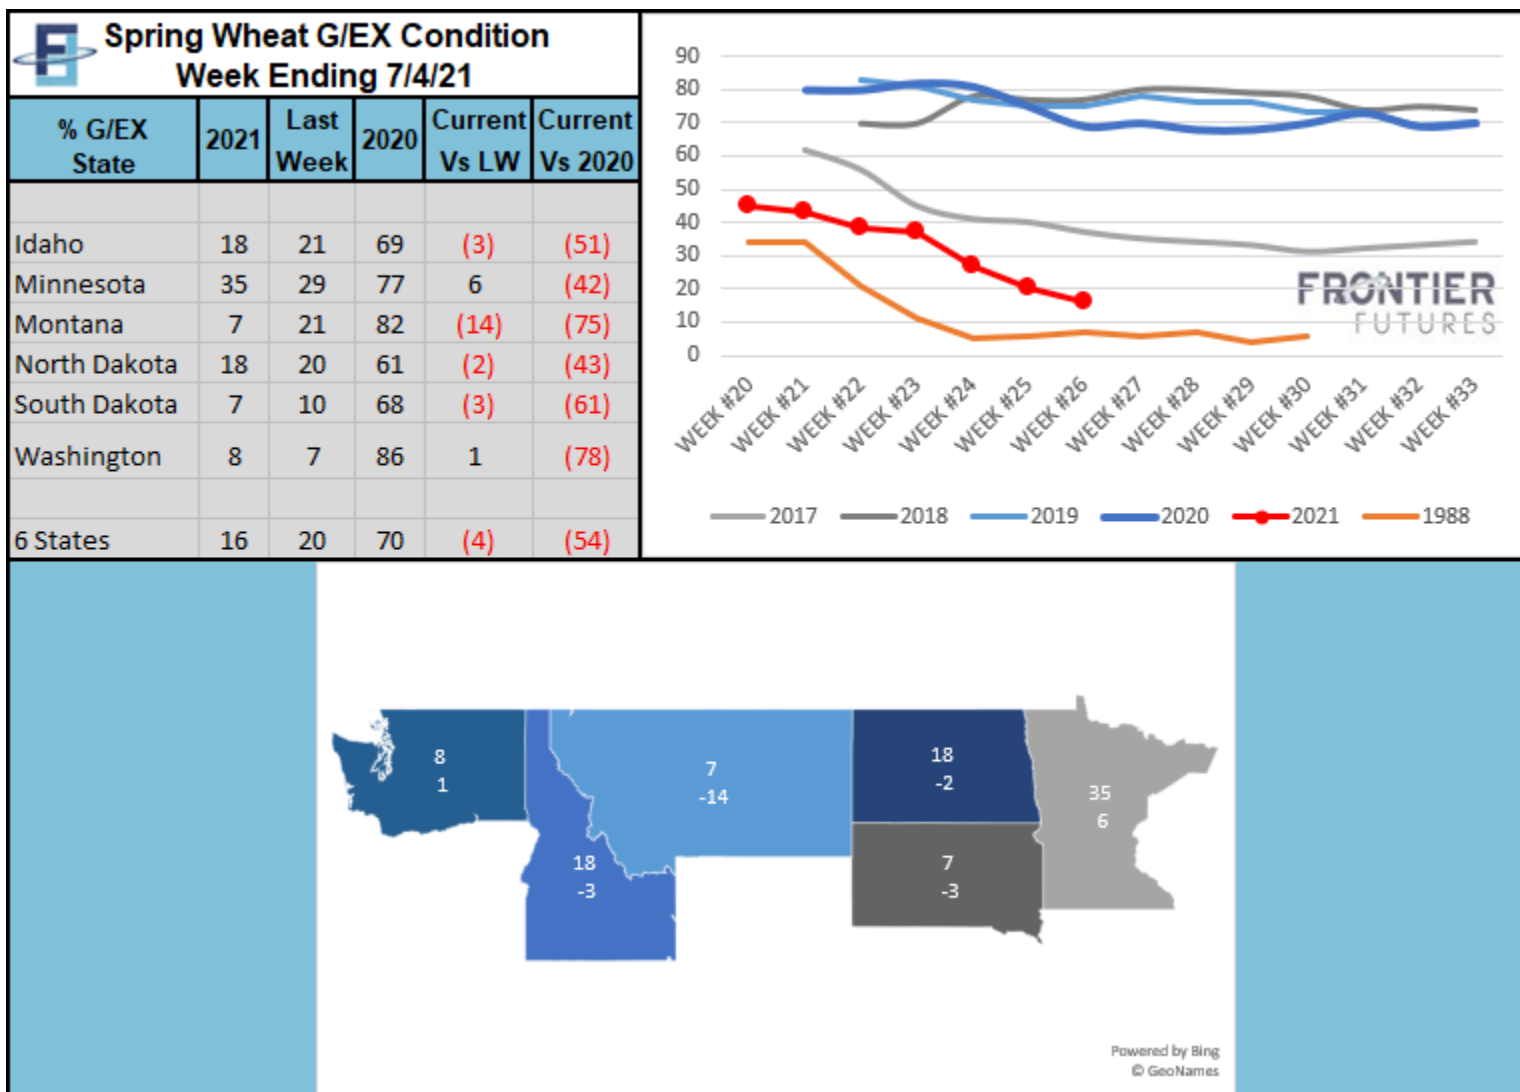 Spring Wheat G/EX Condition
Week Ending 7/4/21
% G/EX State 2021 Last Week 2020 Current Vs LW Current Vs 2020
Idaho 18 21 69 (3) (51)
Minnesota 35 29 77 6 (42)
Montana 7 21 82 (14) (75)
North Dakota 18 20 61 (2) (43)
South Dakota 7 10 68 (3) (61)
Washington 8 7 86 1 (78)
6 States 16 20 70 (4) (54)
90
80
70
60
50
40
30
20
10
0
WEEK #20
WEEK #21
WEEK #22
WEEK #23
WEEK #24
WEEK #25
WEEK #26
WEEK #27
WEEK #28
WEEK #29
WEEK #30
WEEK #31
WEEK #32
WEEK #33
FRONTIER
FUTURES
2017 2018 2019 2020 2021 1988
8
1
18
-3
7
-14
18
-2
7
-3
35
6
Powered by Bing
© GeoNames